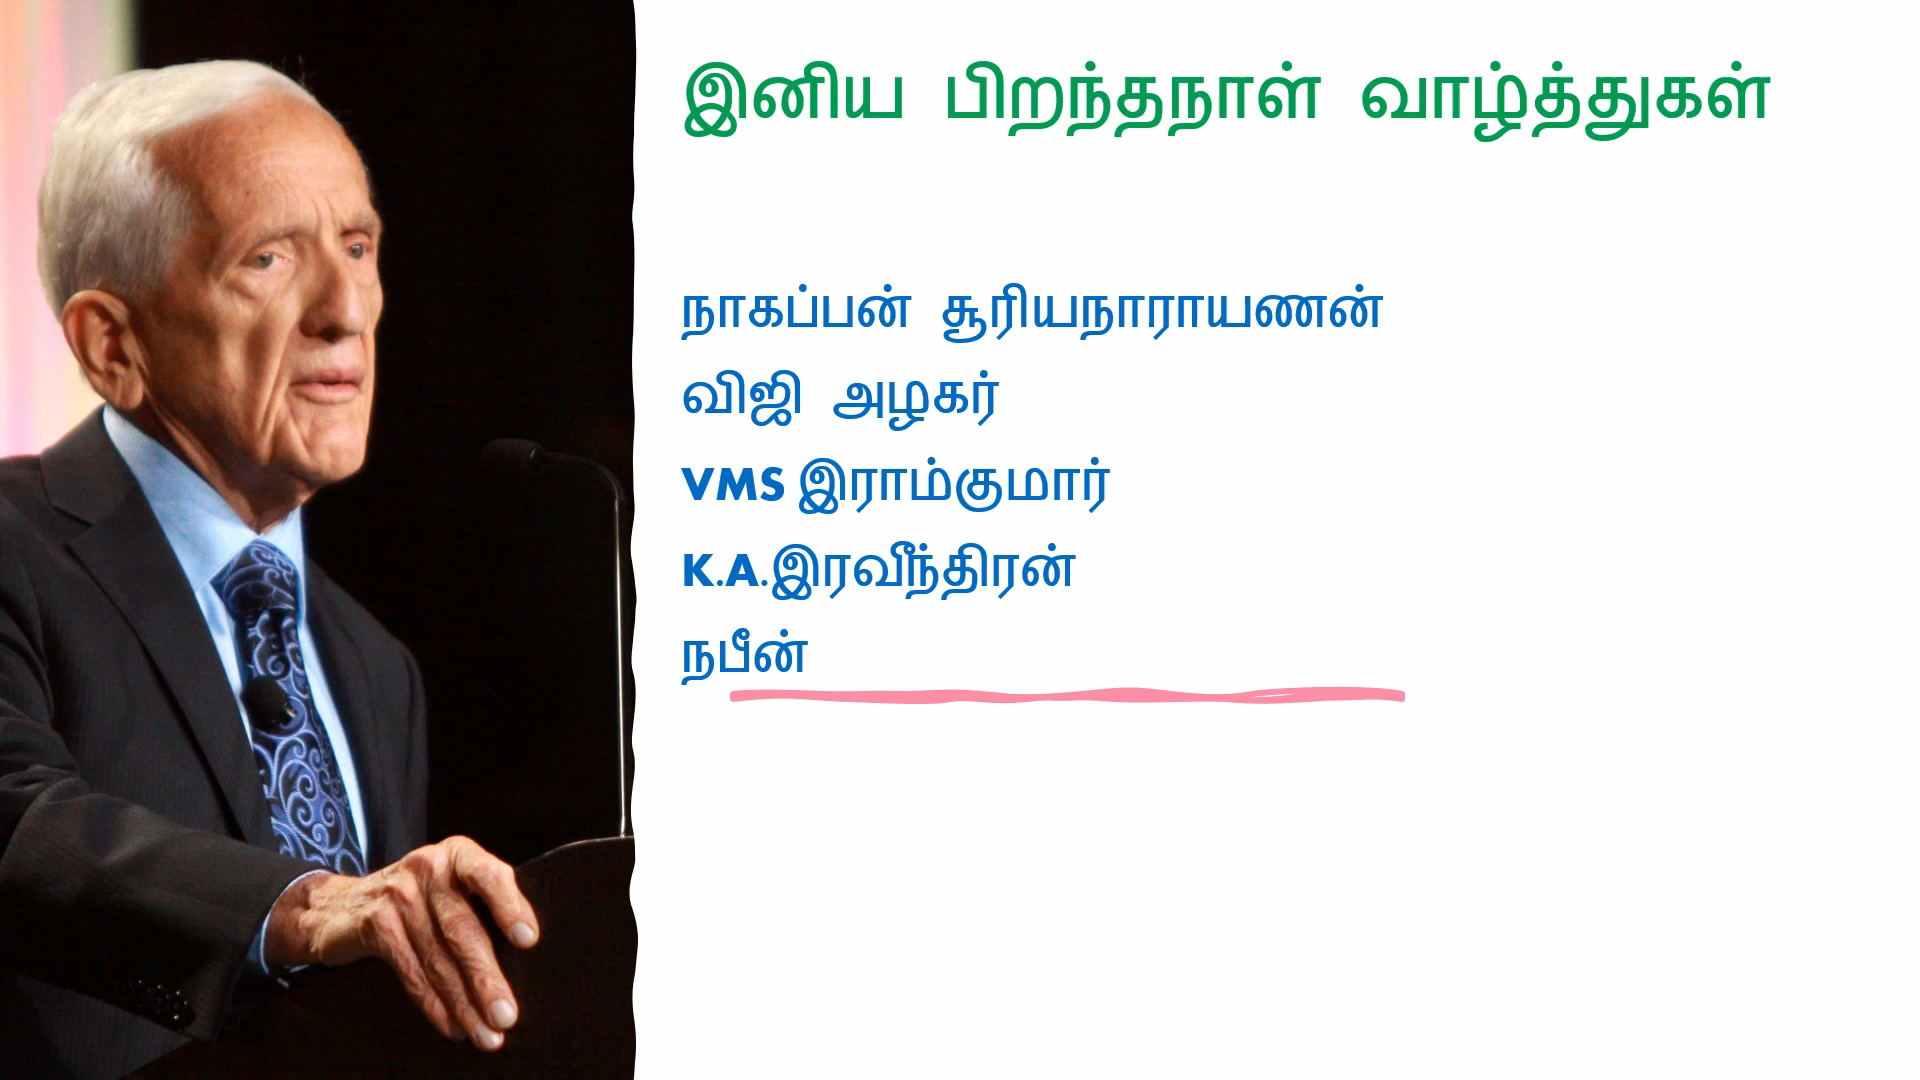 இனிய பிறந்தநாள் வாழ்த்துகள்
நாகப்பன் சூரியநாராயணன்
விஜி அழகர்
VMS இராம்குமார்
K.A.இரவீந்திரன்
நபீன்